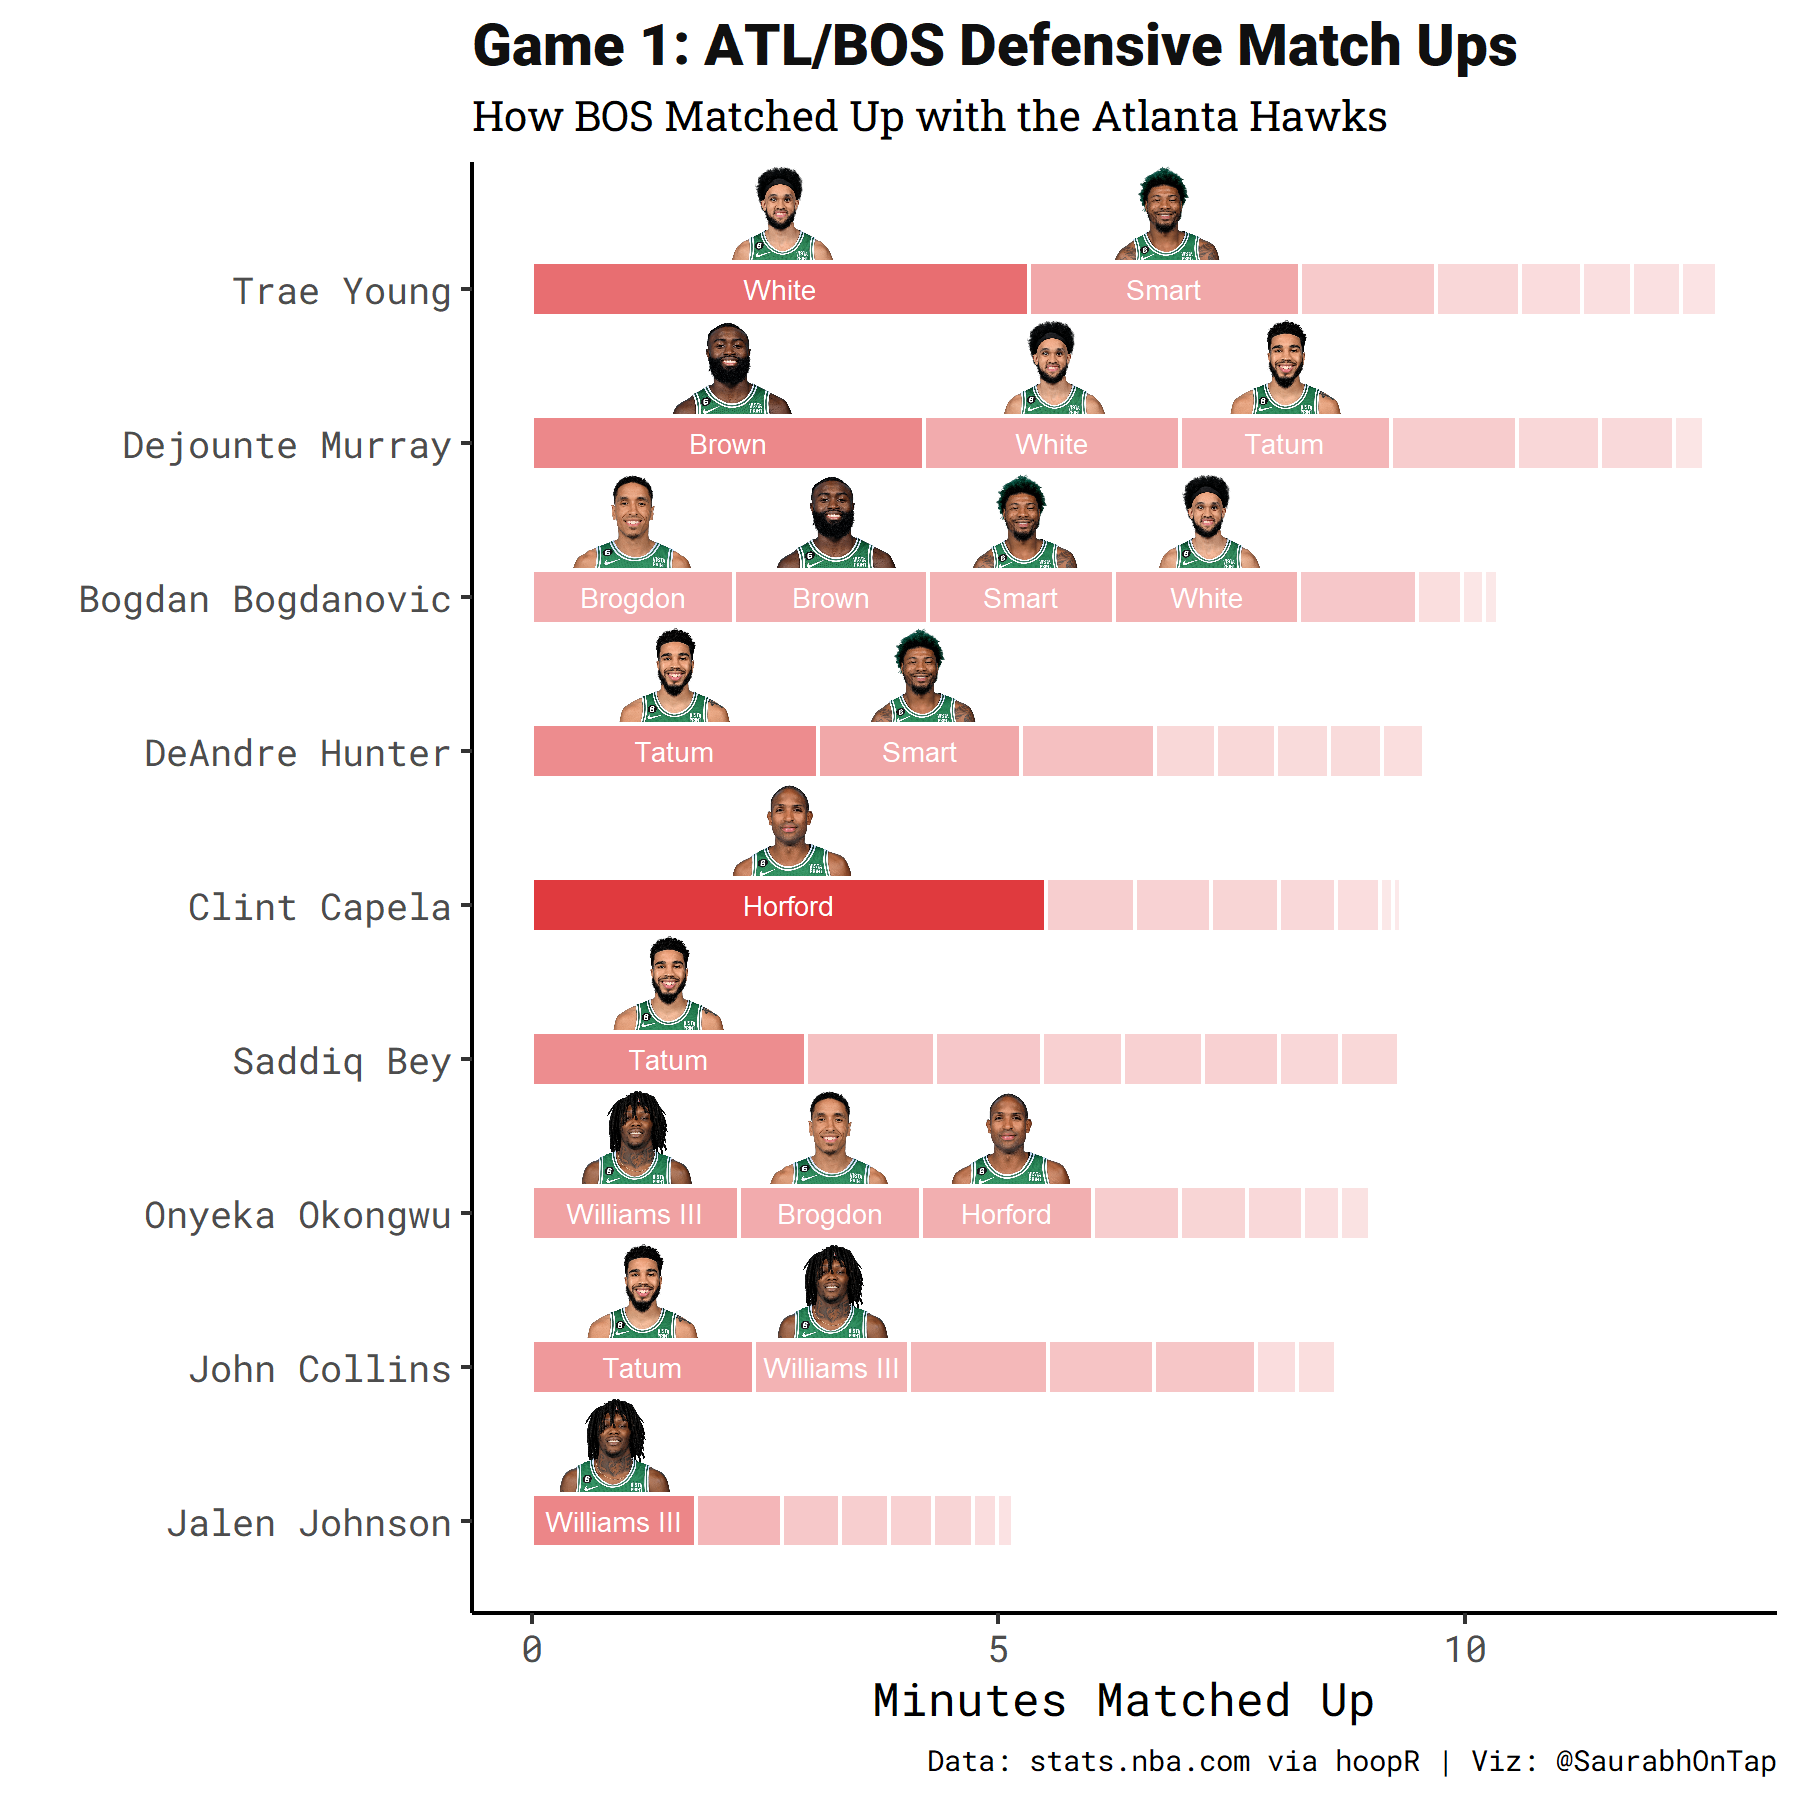 Game 1: ATL/BOS Defensive Match Ups
How BOS Matched Up with the Atlanta Hawks
Trae Young
White
Smart
Dejounte Murray
Brown
White
Tatum
Bogdan Bogdanovic
Brogdon
Brown
Smart
White
DeAndre Hunter
Tatum
Smart
Clint Capela
Horford
Saddiq Bey
Tatum
Onyeka Okongwu
Williams III
Brogdon
Horford
John Collins
Tatum
Williams III
Jalen Johnson
Williams III
0
5
10
Minutes Matched Up
Data: stats.nba.com via hoopR | Viz: @SaurabhOnTap